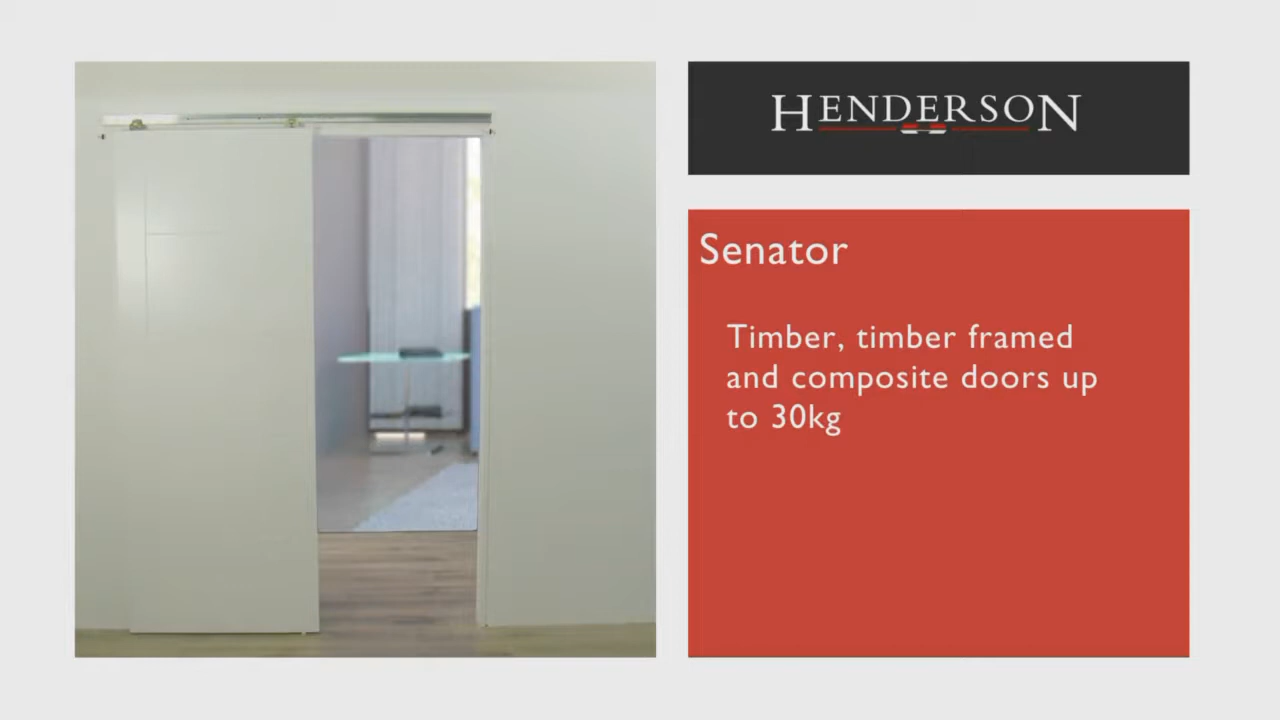 HENDERSON
Senator
Timber, timber framed
and composite doors up
to 30kg